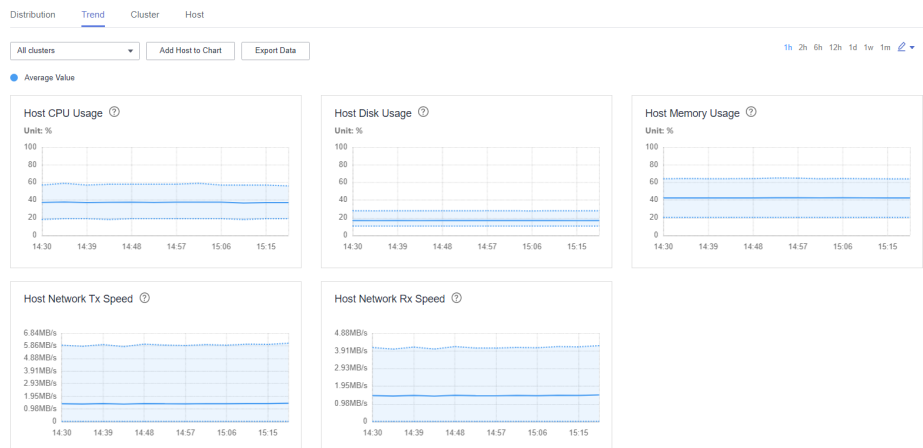 Distribution Trend Cluster Host
All clusters Add Host to Chart Export Data 1h 2h 6h 12h 1d 1w 1m
Average Value
Host CPU Usage ?
Unit: %
100
80
60
40
20
0
14:30 14:39 14:48 14:57 15:06 15:15
Host Disk Usage ?
Unit: %
100
80
60
40
20
0
14:30 14:39 14:48 14:57 15:06 15:15
Host Memory Usage ?
Unit: %
100
80
60
40
20
0
14:30 14:39 14:48 14:57 15:06 15:15
Host Network Tx Speed ?
6.84MB/s
5.86MB/s
4.88MB/s
3.91MB/s
2.93MB/s
1.95MB/s
0.98MB/s
0
14:30 14:39 14:48 14:57 15:06 15:15
Host Network Rx Speed ?
4.88MB/s
3.91MB/s
2.93MB/s
1.95MB/s
0.98MB/s
0
14:30 14:39 14:48 14:57 15:06 15:15